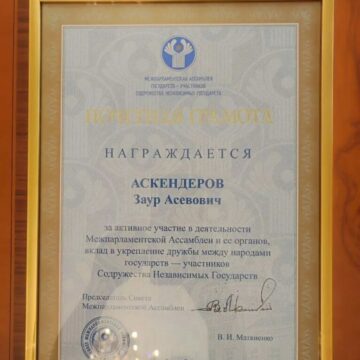 МЕЖПАРЛАМЕНТСКАЯ АССАМБЛЕЯ
ГОСУДАРСТВ – УЧАСТНИКОВ
СОДРУЖЕСТВА НЕЗАВИСИМЫХ ГОСУДАРСТВ
ПОЧЕТНАЯ ГРАМОТА
НАГРАЖДАЕТСЯ
АСКЕНДЕРОВ
Заур Асевович
за активное участие в деятельности
Межпарламентской Ассамблеи и ее органов,
вклад в укрепление дружбы между народами
государств — участников
Содружества Независимых Государств
Председатель Совета
Межпарламентской Ассамблеи
В. И. Матвиенко